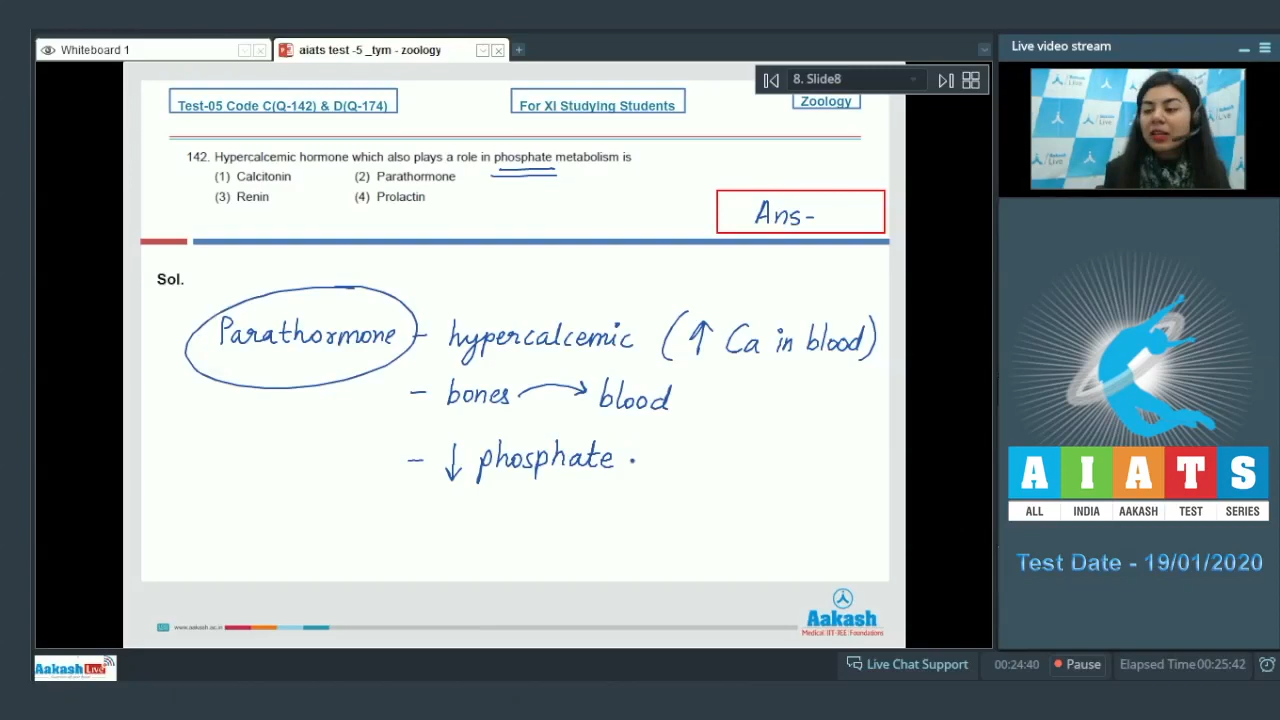 Whiteboard 1
aiats test -5 _tym - zoology
Live video stream
8. Slide8
Test-05 Code C(Q-142) & D(Q-174)
For XI Studying Students
Zoology
142. Hypercalcemic hormone which also plays a role in phosphate metabolism is
(1) Calcitonin (2) Parathormone
(3) Renin (4) Prolactin
Ans-
Sol.
Parathormone - hypercalcemic (↑ Ca in blood)
- bones → blood
- ↓ phosphate .
A I A T S
ALL INDIA AAKASH TEST SERIES
Test Date - 19/01/2020
Aakash
Medical|IIT-JEE|Foundations
www.aakash.ac.in
Aakash Live
Live Chat Support
00:24:40
Pause
Elapsed Time 00:25:42